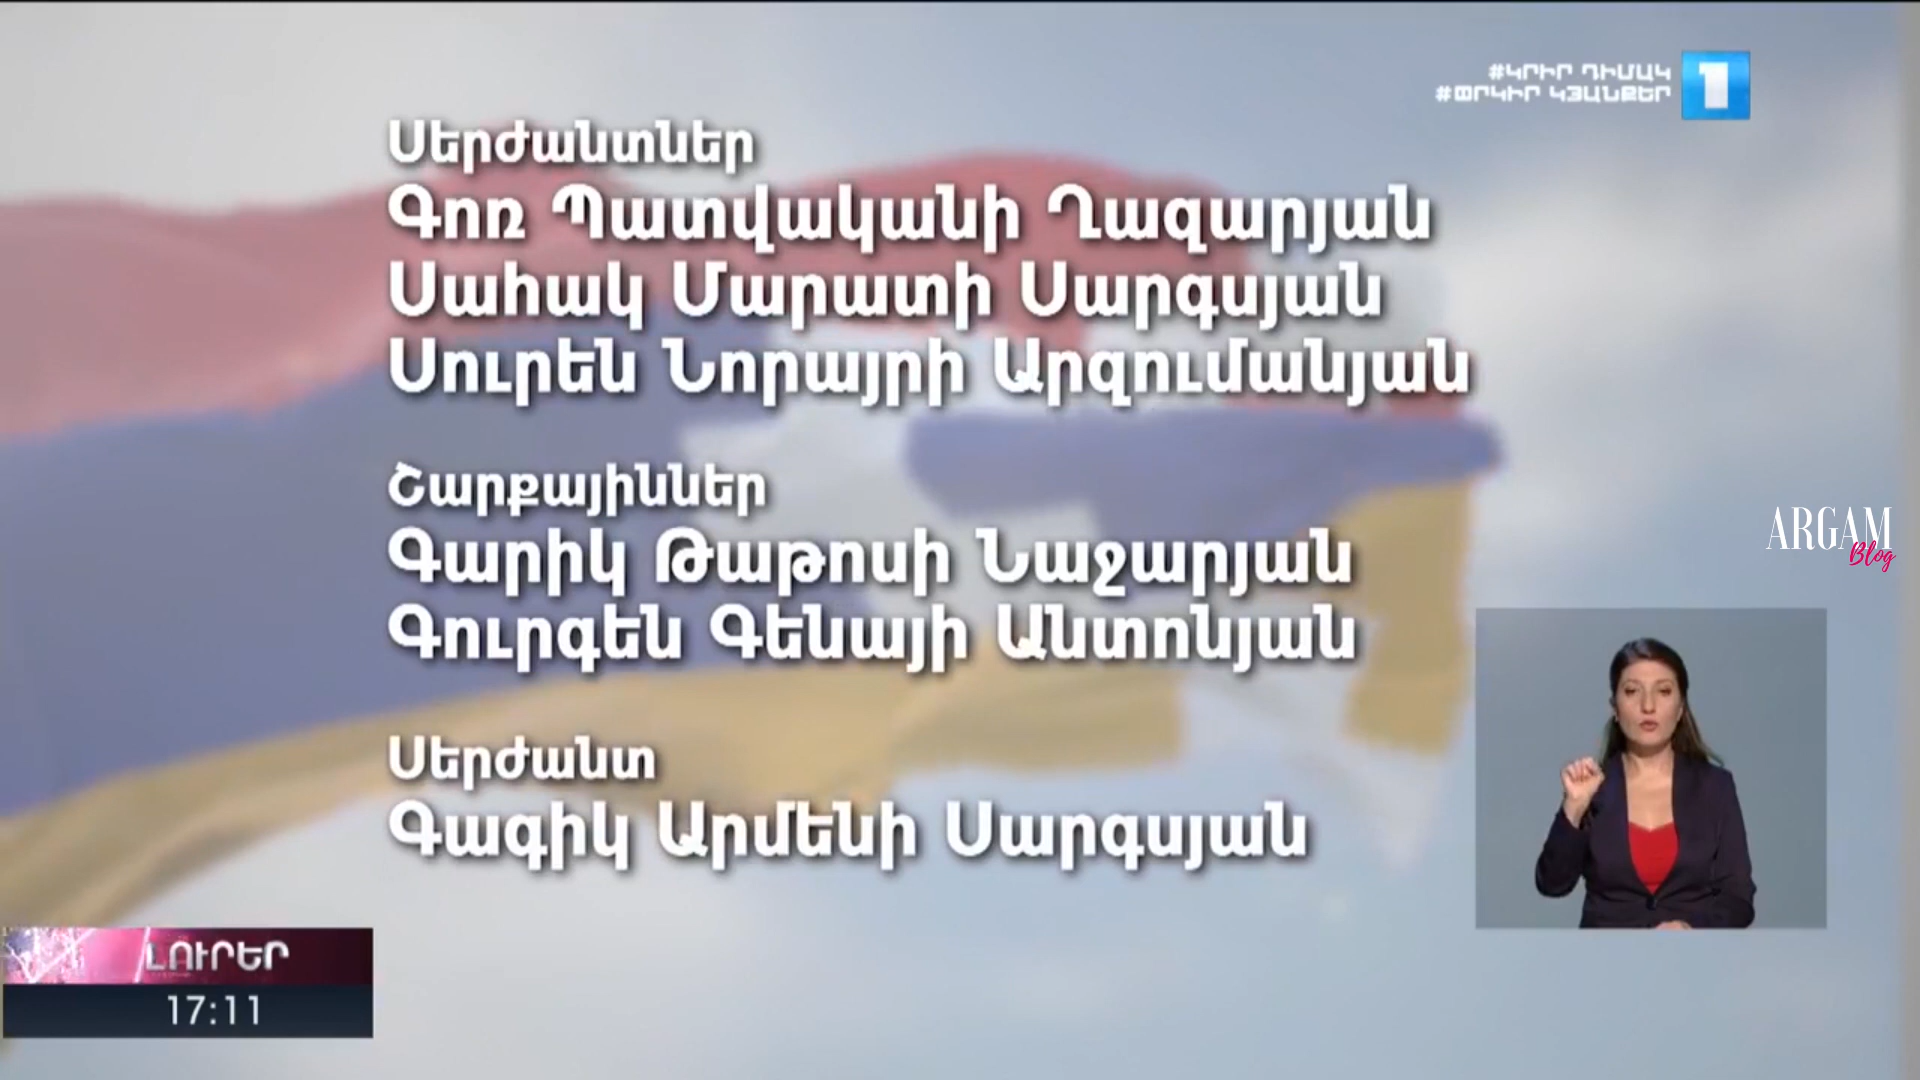 #ԿՐԻՐ ԴԻՄԱԿ
#ՓՐԿԻՐ ԿՅԱՆՔԵՐ
1
Սերժանտներ
Գոռ Պատվականի Ղազարյան
Սահակ Մարատի Սարգսյան
Սուրեն Նորայրի Արզումանյան
Շարքայիններ
Գարիկ Թաթոսի Նաջարյան
Գուրգեն Գենայի Անտոնյան
Սերժանտ
Գագիկ Արմենի Սարգսյան
ARGAM
Blog
ԼՈՒՐԵՐ
17:11